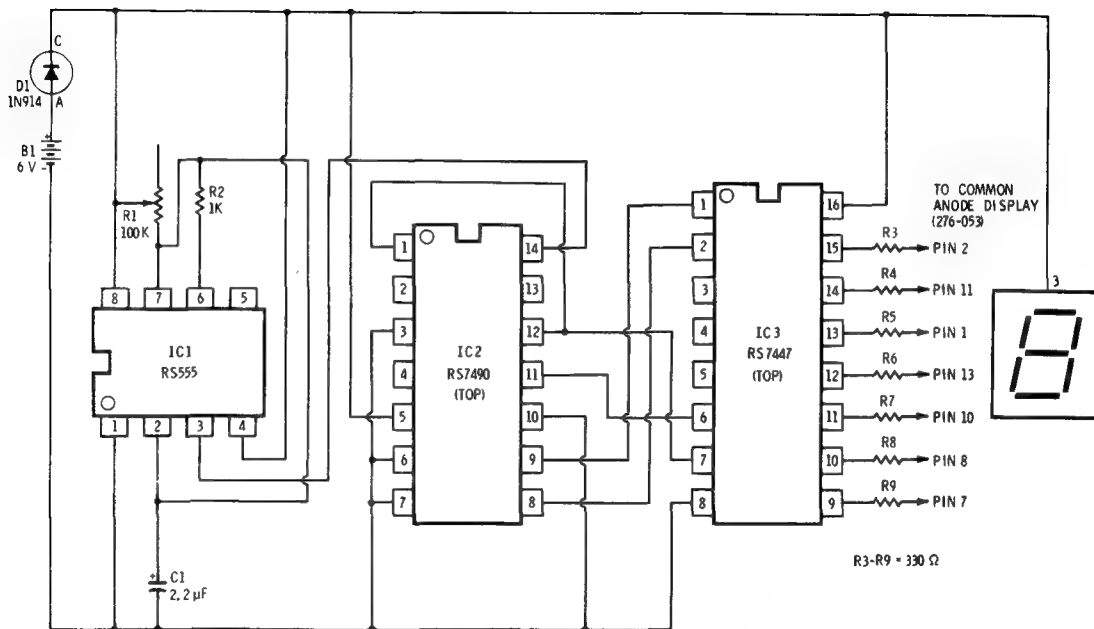 C
D1
1N914
A
+
B1
6 V
-
R1
100K
R2
1K
8
7
6
5
IC1
RS555
1
2
3
4
+
C1
2.2 µF
1
2
3
4
5
6
7
IC2
RS7490
(TOP)
14
13
12
11
10
9
8
1
2
3
4
5
6
7
8
IC3
RS7447
(TOP)
16
15
14
13
12
11
10
9
TO COMMON
ANODE DISPLAY
(276-053)
R3
PIN 2
R4
PIN 11
R5
PIN 1
R6
PIN 13
R7
PIN 10
R8
PIN 8
R9
PIN 7
3
R3-R9 = 330 Ω